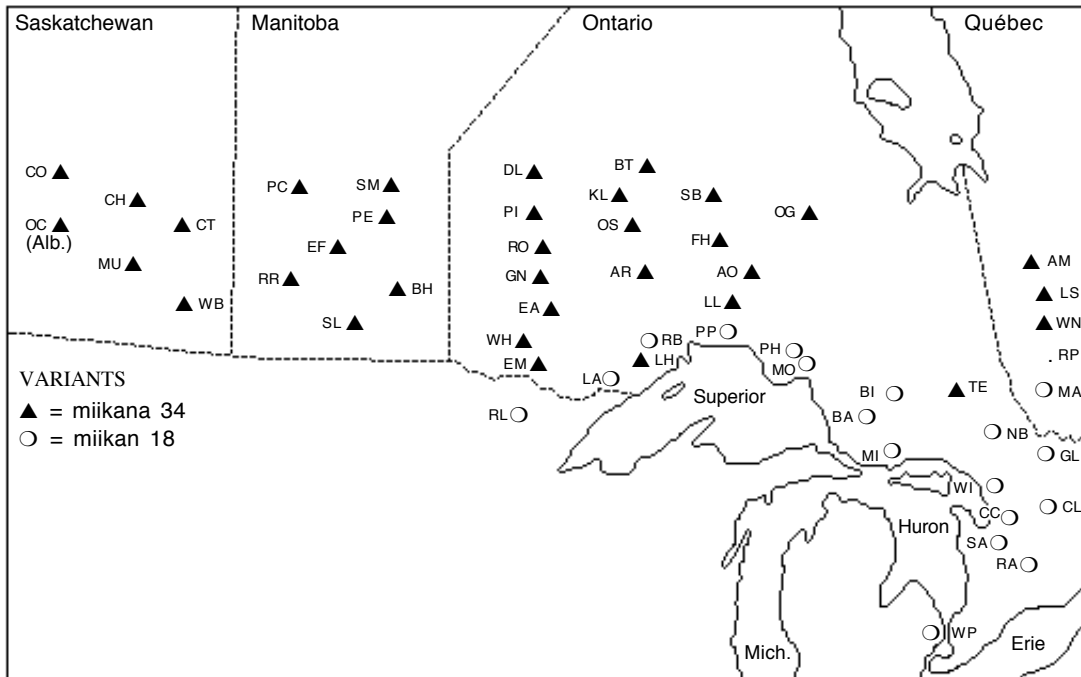 Saskatchewan Manitoba Ontario Québec
CO
CH
OC
(Alb.)
CT
MU
WB
PC
SM
PE
EF
RR
BH
SL
DL
BT
PI
KL
SB
OG
OS
RO
FH
GN
AR
AO
EA
LL
WH
RB
PP
EM
LH
PH
MO
LA
RL
AM
LS
WN
RP
MA
BI
TE
BA
NB
MI
GL
WI
CC
CL
SA
RA
WP
Superior
Huron
Mich.
Erie
VARIANTS
▲ = miikana 34
❍ = miikan 18